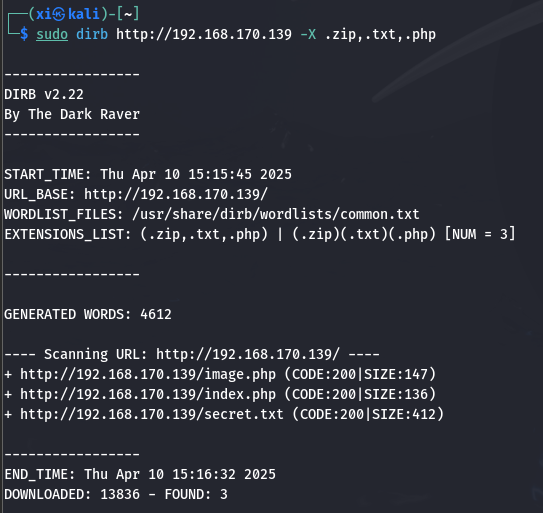 ┌──(xi㉿kali)-[~]
└─$ sudo dirb http://192.168.170.139 -X .zip,.txt,.php
-----------------
DIRB v2.22
By The Dark Raver
-----------------
START_TIME: Thu Apr 10 15:15:45 2025
URL_BASE: http://192.168.170.139/
WORDLIST_FILES: /usr/share/dirb/wordlists/common.txt
EXTENSIONS_LIST: (.zip,.txt,.php) | (.zip)(.txt)(.php) [NUM = 3]
-----------------
GENERATED WORDS: 4612
---- Scanning URL: http://192.168.170.139/ ----
+ http://192.168.170.139/image.php (CODE:200|SIZE:147)
+ http://192.168.170.139/index.php (CODE:200|SIZE:136)
+ http://192.168.170.139/secret.txt (CODE:200|SIZE:412)
-----------------
END_TIME: Thu Apr 10 15:16:32 2025
DOWNLOADED: 13836 - FOUND: 3